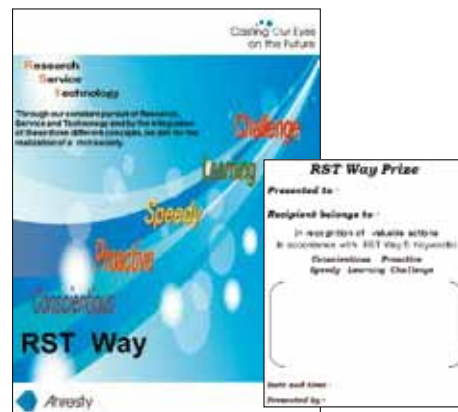 Casting Our Eyes
on the Future
Research
Service
Technology
Through our constant pursuit of Research,
Service and Technology and by the integration
of these three different concepts, we aim for the
realization of a rich society.
Challenge
Learning
Speedy
Proactive
Conscientious
RST Way
Ahresty
RST Way Prize
Presented to :
Recipient belongs to :
In recognition of valuable actions
in accordance with RST Way 5 Keywords
Conscientious Proactive
Speedy Learning Challenge
Date and time :
Presented by :